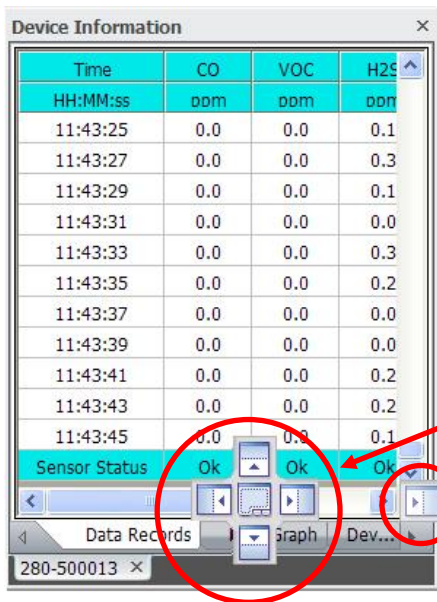 Device Information ×
Time CO VOC H2S
HH:MM:ss ppm ppm ppm
11:43:25 0.0 0.0 0.1
11:43:27 0.0 0.0 0.3
11:43:29 0.0 0.0 0.1
11:43:31 0.0 0.0 0.0
11:43:33 0.0 0.0 0.3
11:43:35 0.0 0.0 0.2
11:43:37 0.0 0.0 0.0
11:43:39 0.0 0.0 0.0
11:43:41 0.0 0.0 0.2
11:43:43 0.0 0.0 0.2
11:43:45 0.0 0.0 0.1
Sensor Status Ok Ok Ok
Data Records Graph Dev...
280-500013 ×